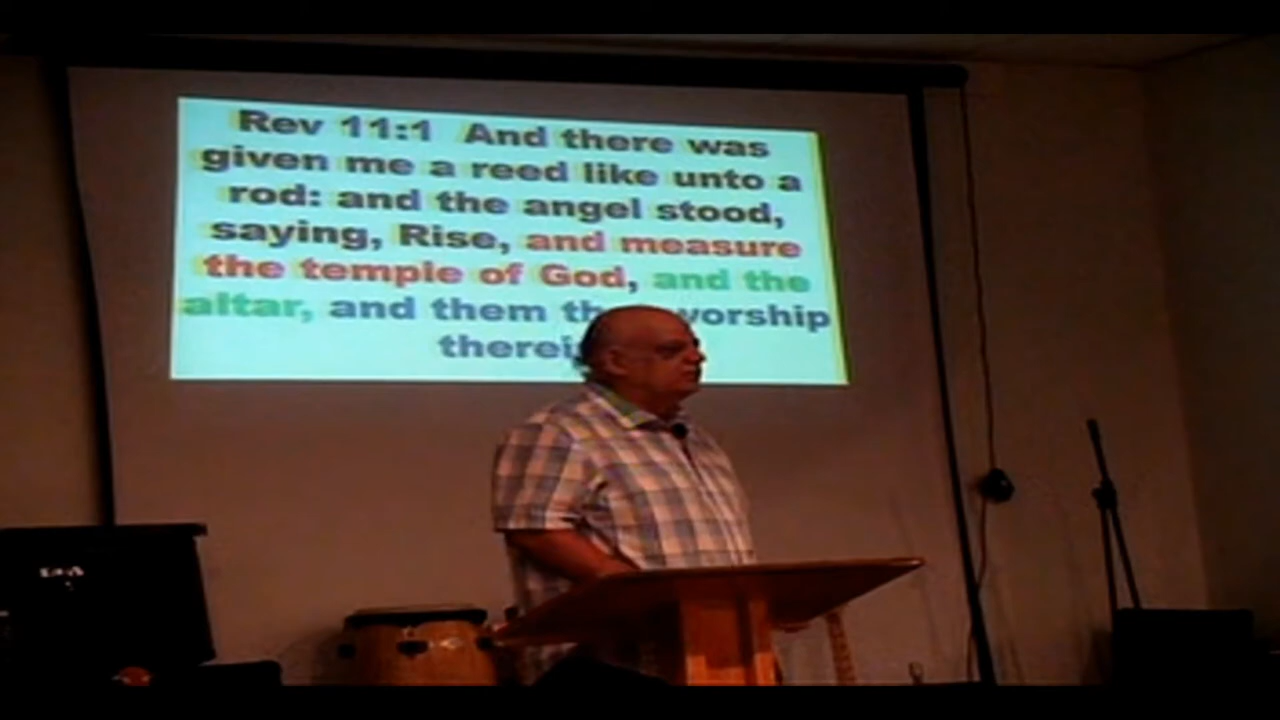 Rev 11:1 And there was
given me a reed like unto a
rod: and the angel stood,
saying, Rise, and measure
the temple of God, and the
altar, and them worship